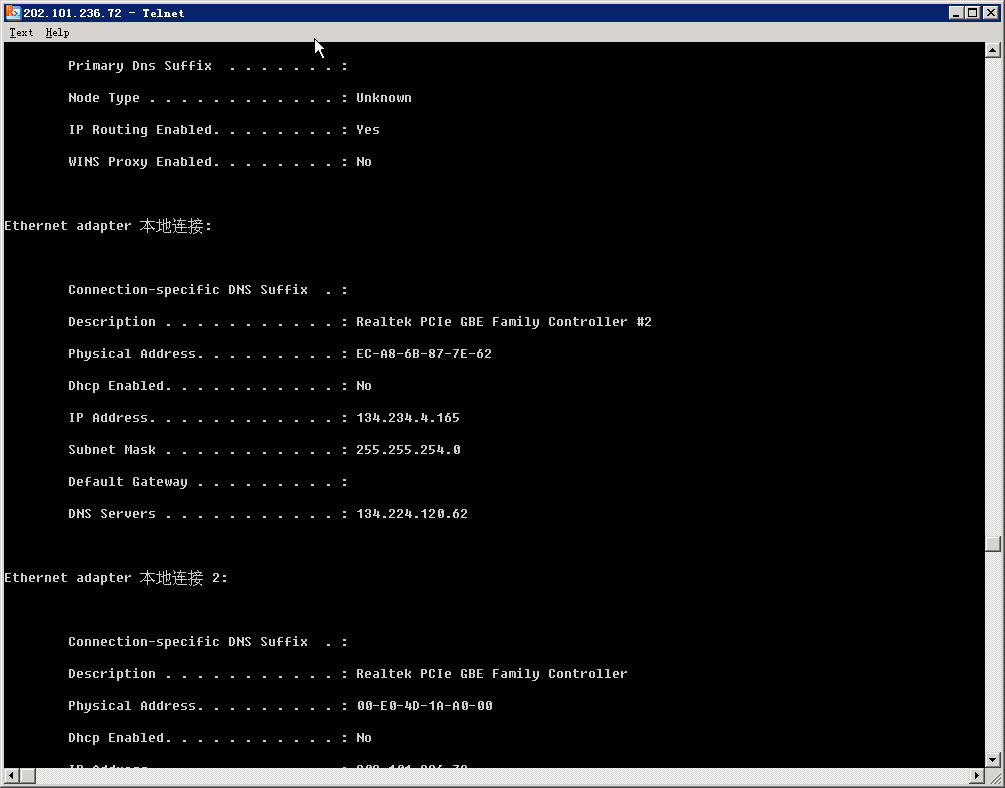 202.101.236.72 - Telnet
Text Help
Primary Dns Suffix . . . . . . . :
Node Type . . . . . . . . . . . . : Unknown
IP Routing Enabled. . . . . . . . : Yes
WINS Proxy Enabled. . . . . . . . : No
Ethernet adapter 本地连接:
Connection-specific DNS Suffix . :
Description . . . . . . . . . . . : Realtek PCIe GBE Family Controller #2
Physical Address. . . . . . . . . : EC-A8-6B-87-7E-62
Dhcp Enabled. . . . . . . . . . . : No
IP Address. . . . . . . . . . . . : 134.234.4.165
Subnet Mask . . . . . . . . . . . : 255.255.254.0
Default Gateway . . . . . . . . . :
DNS Servers . . . . . . . . . . . : 134.224.120.62
Ethernet adapter 本地连接 2:
Connection-specific DNS Suffix . :
Description . . . . . . . . . . . : Realtek PCIe GBE Family Controller
Physical Address. . . . . . . . . : 00-E0-4D-1A-A0-00
Dhcp Enabled. . . . . . . . . . . : No